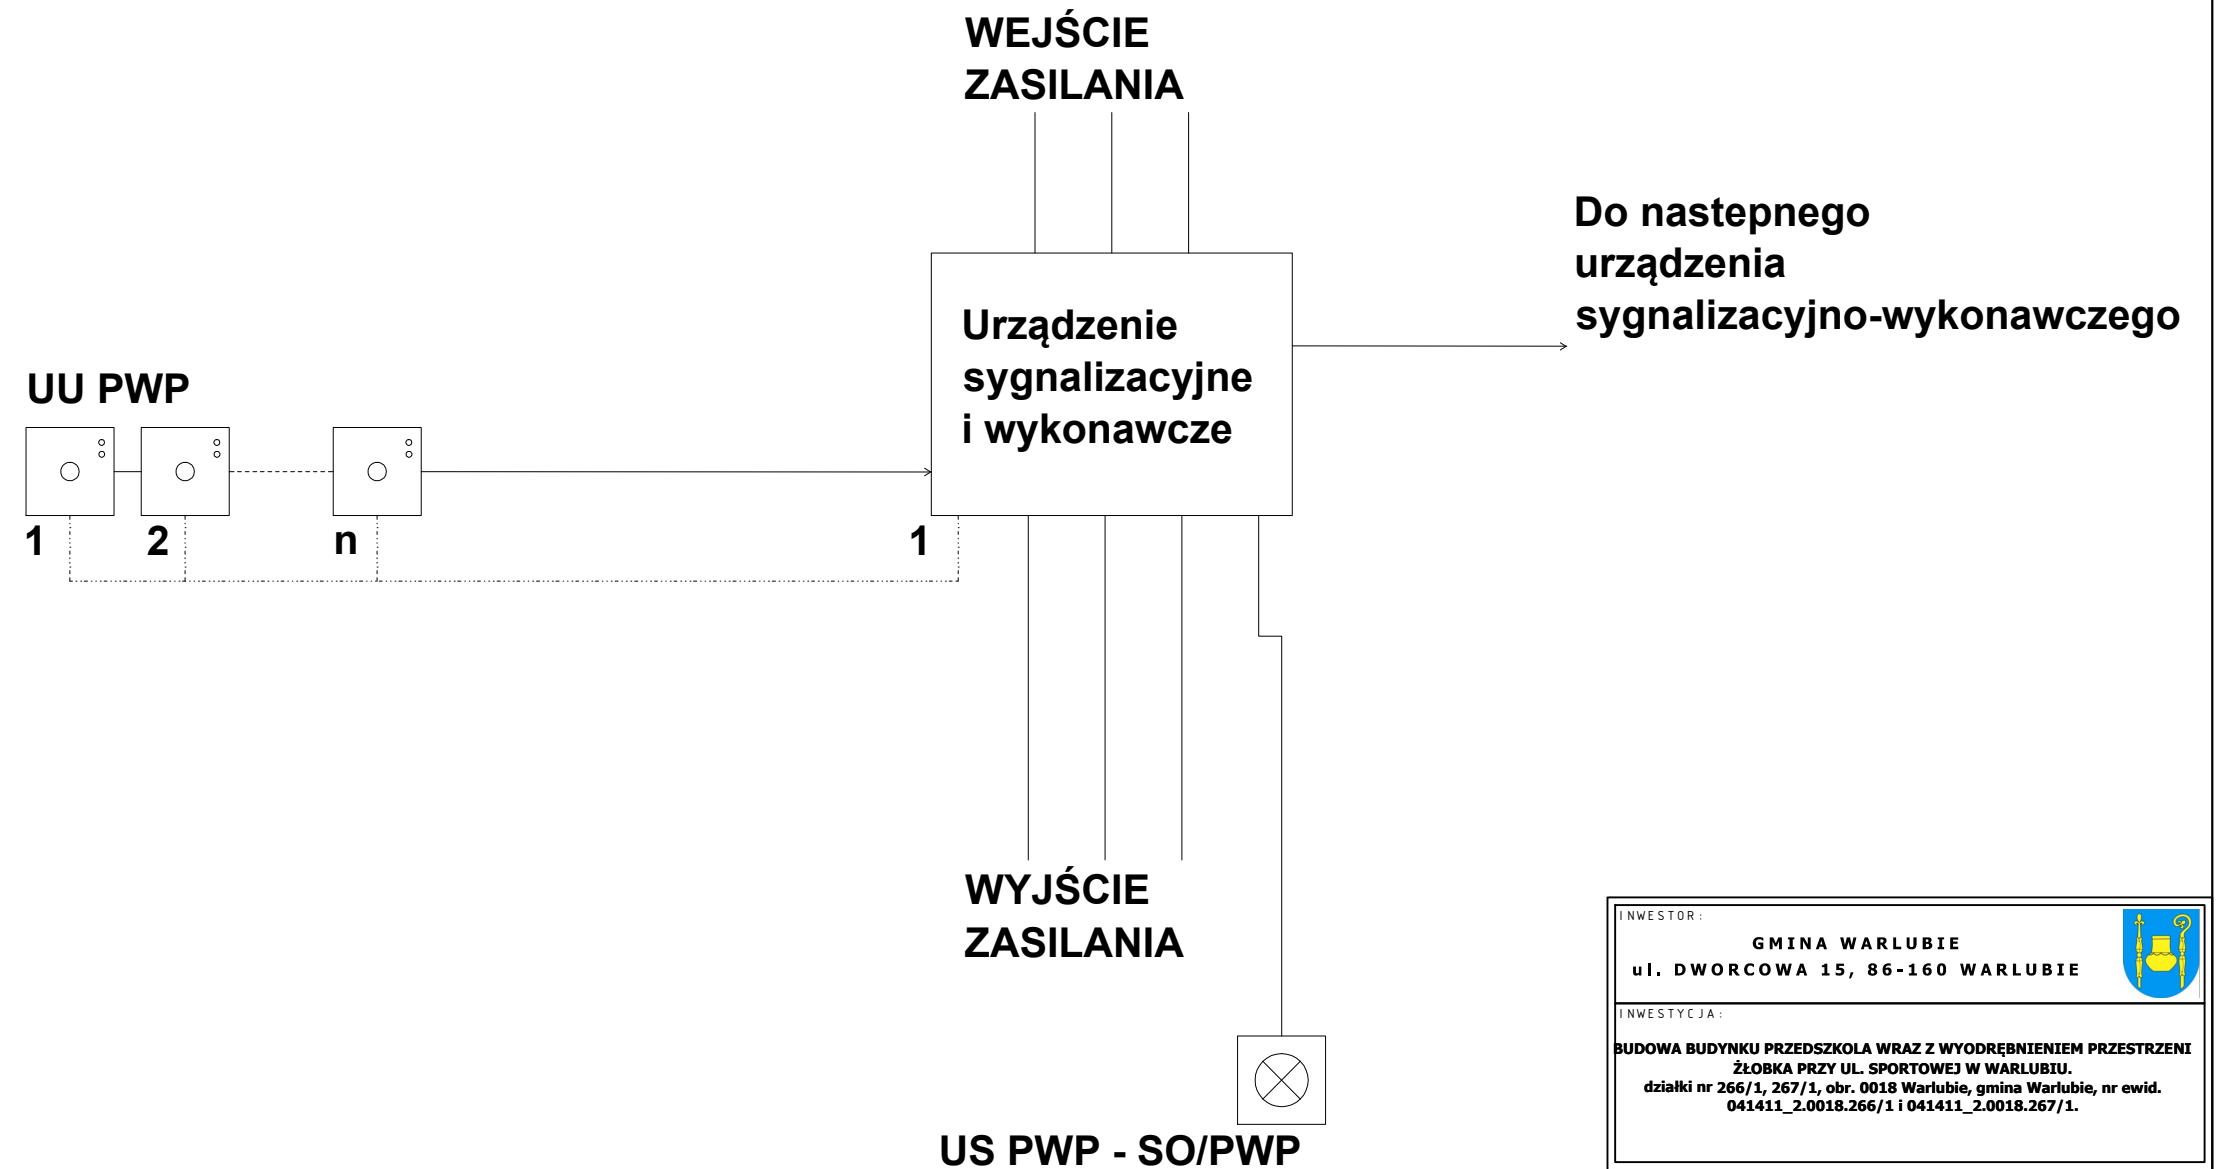 WEJŚCIE
ZASILANIA
Do nastepnego
urządzenia
sygnalizacyjno-wykonawczego
Urządzenie
sygnalizacyjne
i wykonawcze
UU PWP
1
2
n
1
WYJŚCIE
ZASILANIA
US PWP - SO/PWP
INWESTOR:
GMINA WARLUBIE
ul. DWORCOWA 15, 86-160 WARLUBIE
INWESTYCJA:
BUDOWA BUDYNKU PRZEDSZKOLA WRAZ Z WYODRĘBNIENIEM PRZESTRZENI
ŻŁOBKA PRZY UL. SPORTOWEJ W WARLUBIU.
działki nr 266/1, 267/1, obr. 0018 Warlubie, gmina Warlubie, nr ewid.
041411_2.0018.266/1 i 041411_2.0018.267/1.